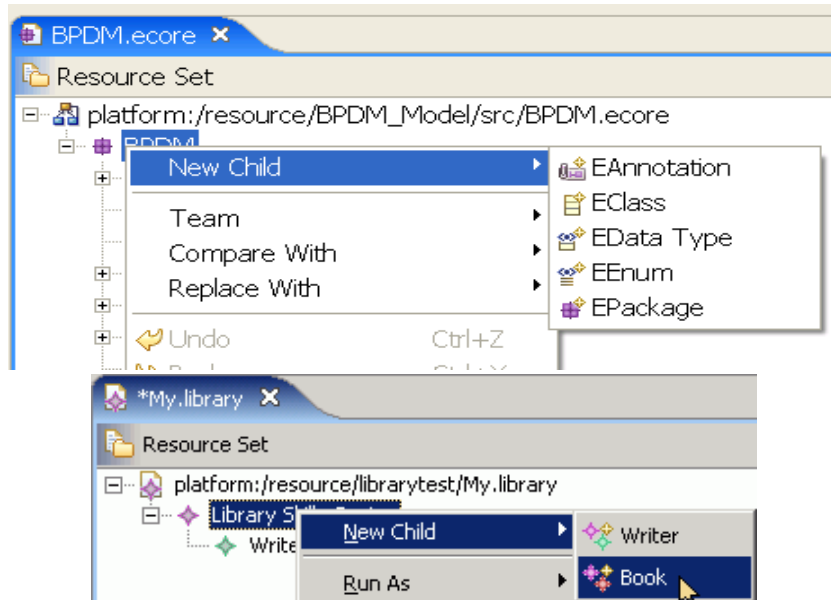 BPDM.ecore
Resource Set
platform:/resource/BPDM_Model/src/BPDM.ecore
BPDM
New Child
EAnnotation
EClass
EData Type
EEnum
EPackage
Team
Compare With
Replace With
Undo Ctrl+Z
*My.library
Resource Set
platform:/resource/librarytest/My.library
Library
New Child
Writer
Book
Run As